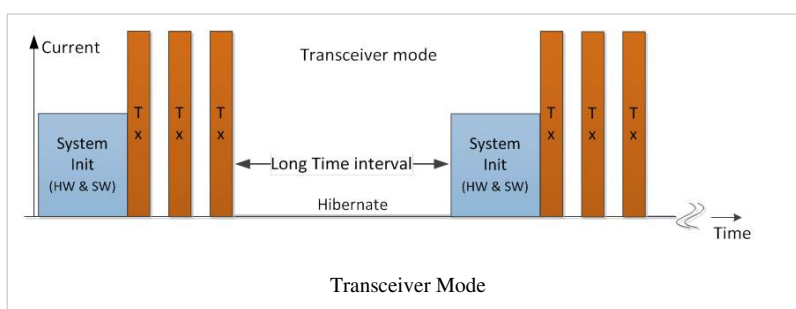 Current
Transceiver mode
T
x
T
x
T
x
T
x
T
x
T
x
System
Init
(HW & SW)
Long Time interval
System
Init
(HW & SW)
Hibernate
Time
Transceiver Mode